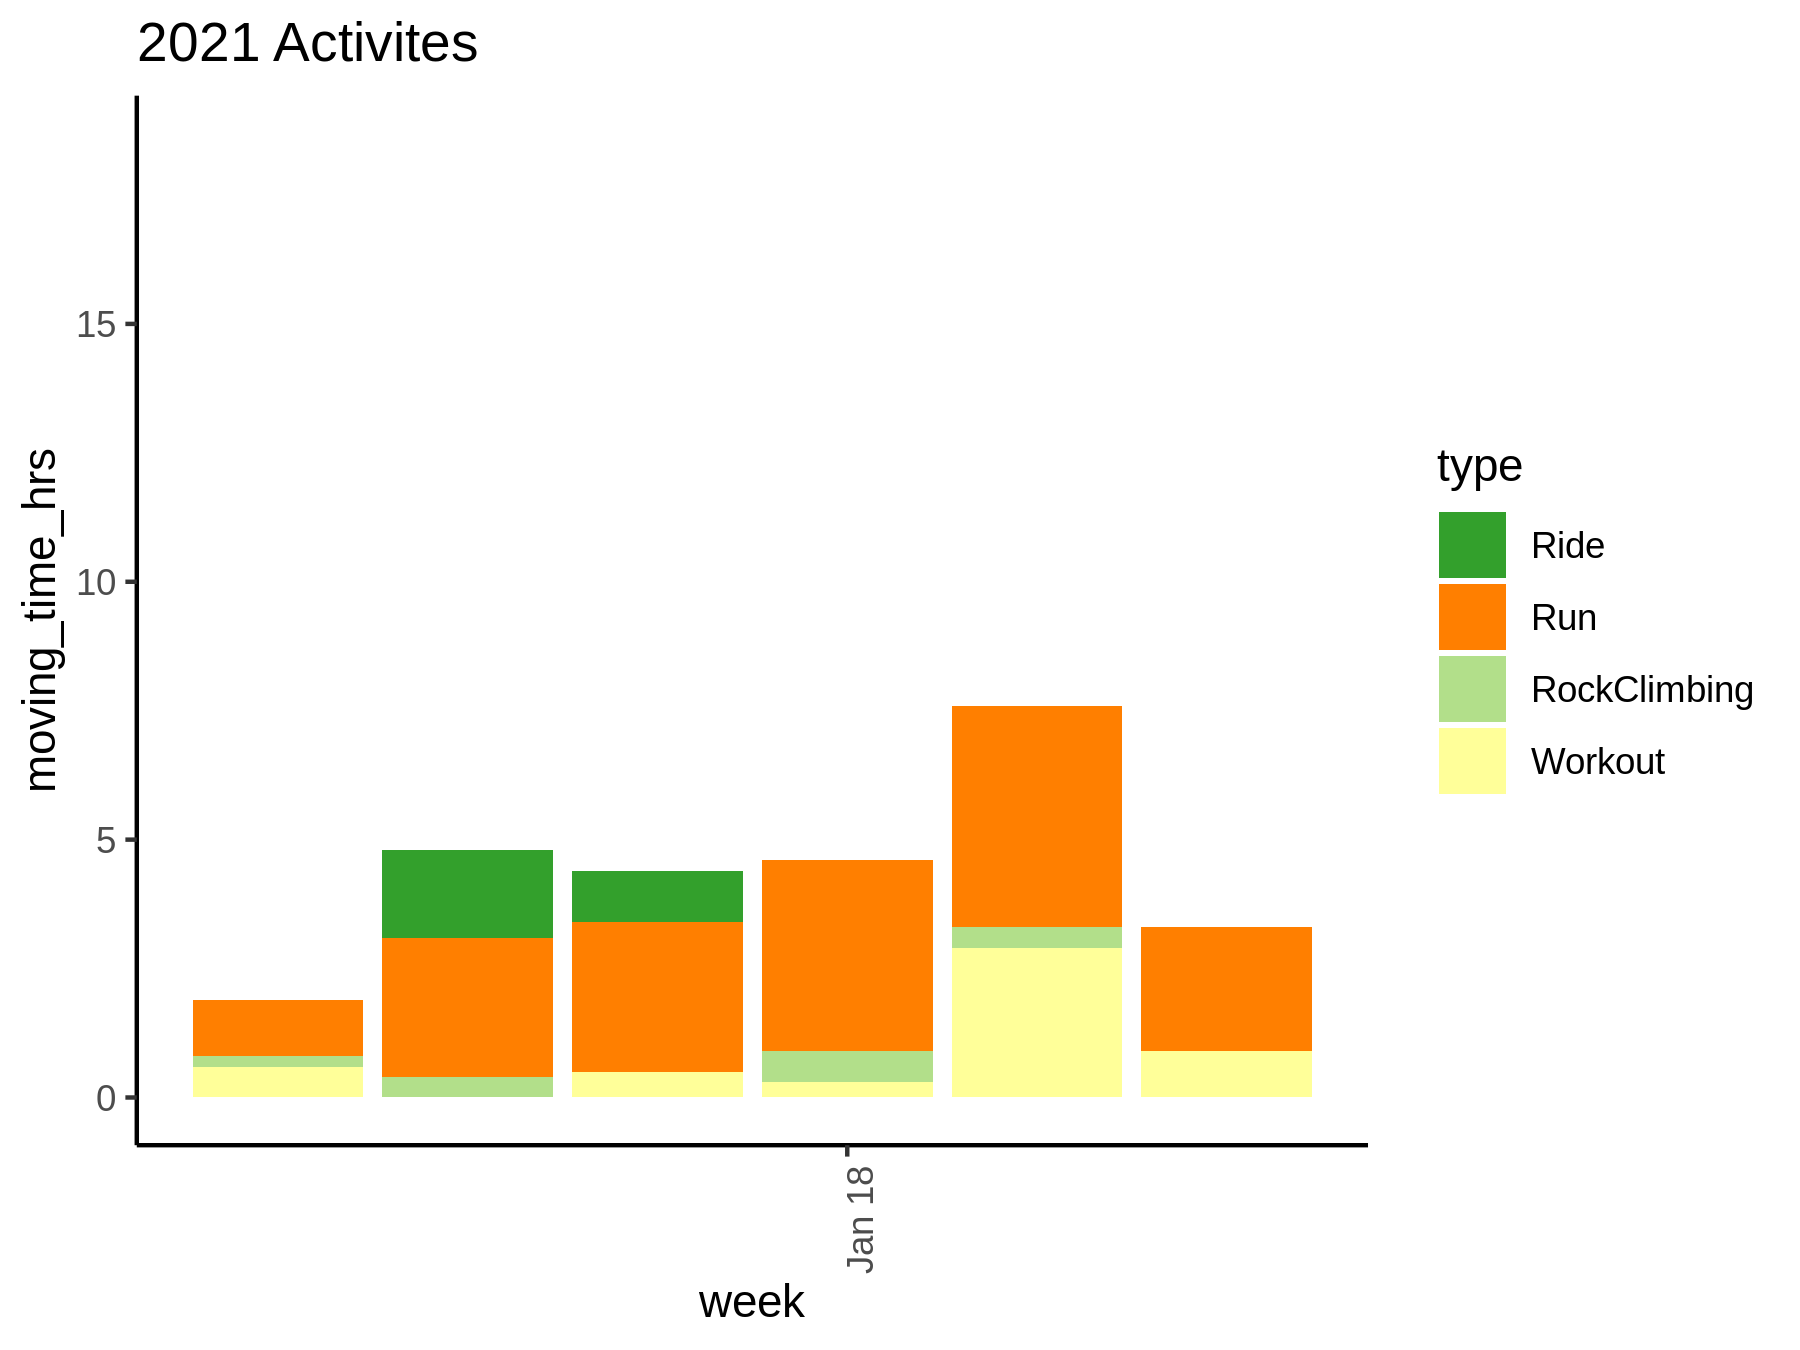 2021 Activites
moving_time_hrs
15
10
5
0
Jan 18
week
type
Ride
Run
RockClimbing
Workout